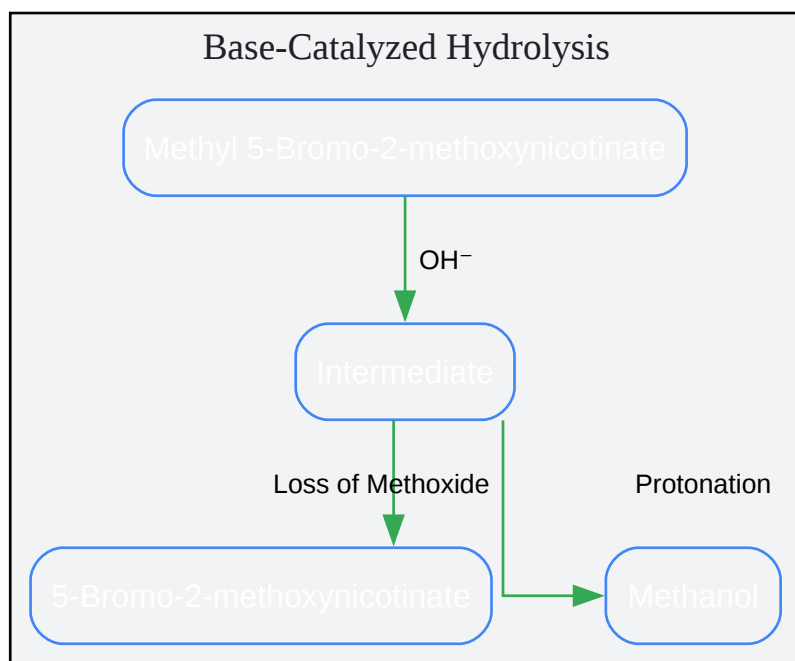 Base-Catalyzed Hydrolysis
Methyl 5-Bromo-2-methoxynicotinate
OH⁻
Intermediate
Loss of Methoxide
Protonation
5-Bromo-2-methoxynicotinate
Methanol